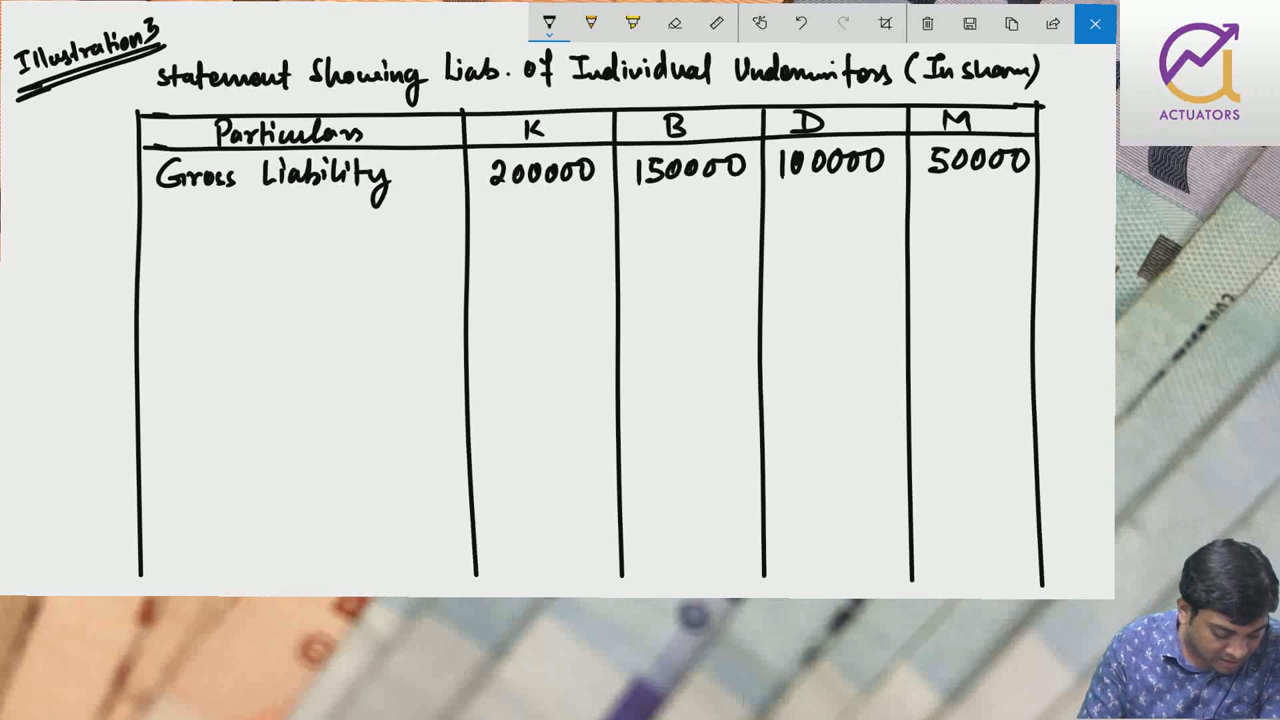 Illustration 3
Statement Showing Liab. of Individual Underwriters (In shares)
Particulars K B D M
Gross Liability 200000 150000 100000 50000
ACTUATORS